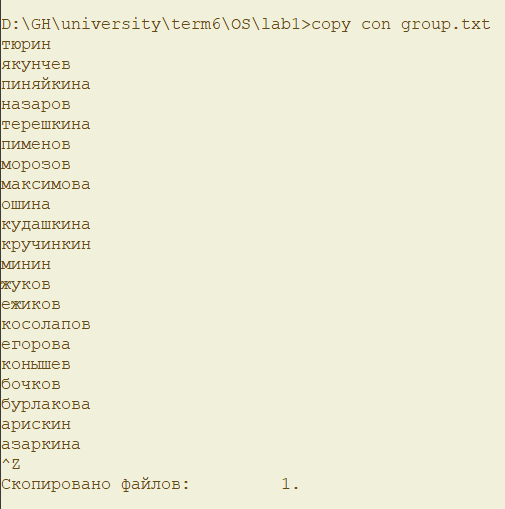 D:\GH\university\term6\OS\lab1>copy con group.txt
тюрин
якунчев
пиняйкина
назаров
терешкина
пименов
морозов
максимова
ошина
кудашкина
кручинкин
минин
жуков
ежиков
косолапов
егорова
конышев
бочков
бурлакова
арискин
азаркина
^Z
Скопировано файлов:         1.